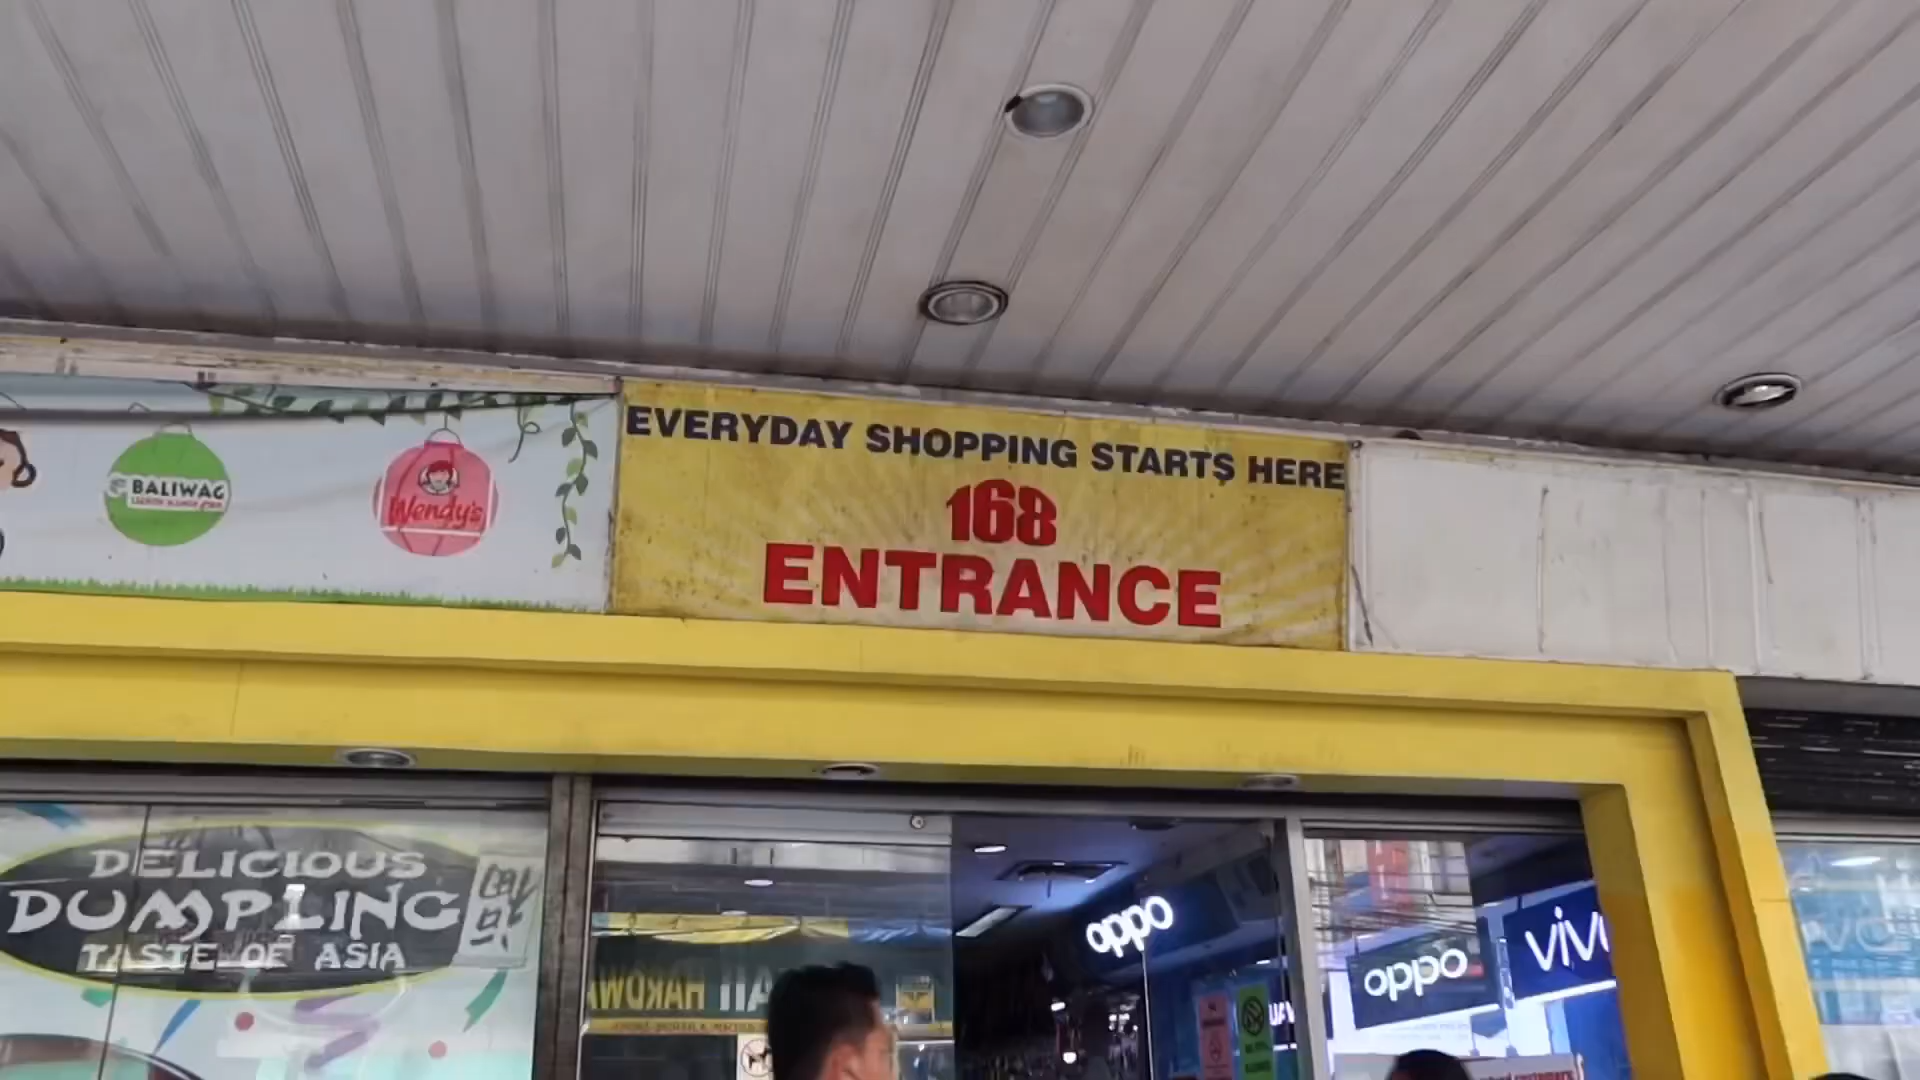 BALIWAG
Wendy's
EVERYDAY SHOPPING STARTS HERE
168
ENTRANCE
DELICIOUS
DUMPLING
TASTE OF ASIA
oppo
oppo
vivo